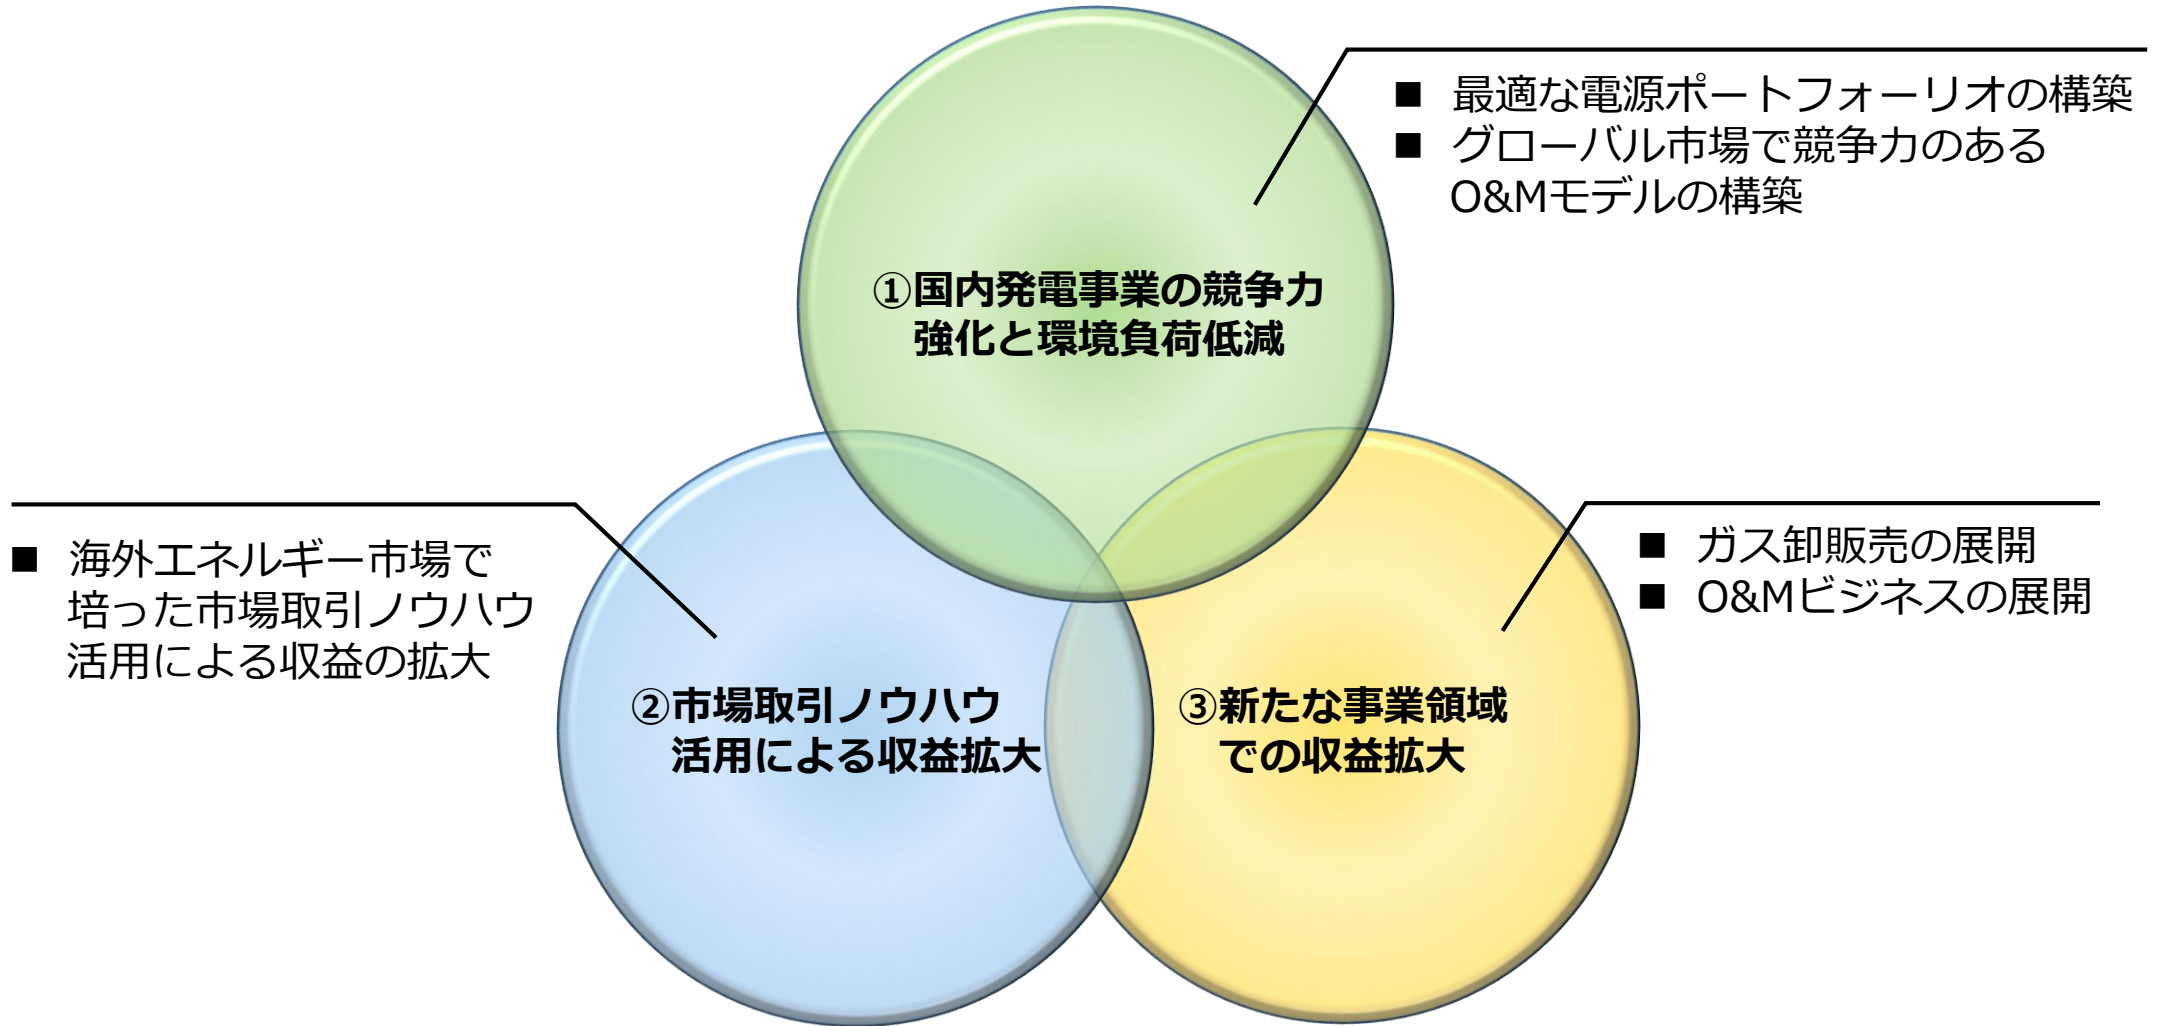 ■ 最適な電源ポートフォーリオの構築
■ グローバル市場で競争力のある
O&Mモデルの構築
①国内発電事業の競争力
強化と環境負荷低減
■ 海外エネルギー市場で
培った市場取引ノウハウ
活用による収益の拡大
②市場取引ノウハウ
活用による収益拡大
■ ガス卸販売の展開
■ O&Mビジネスの展開
③新たな事業領域
での収益拡大